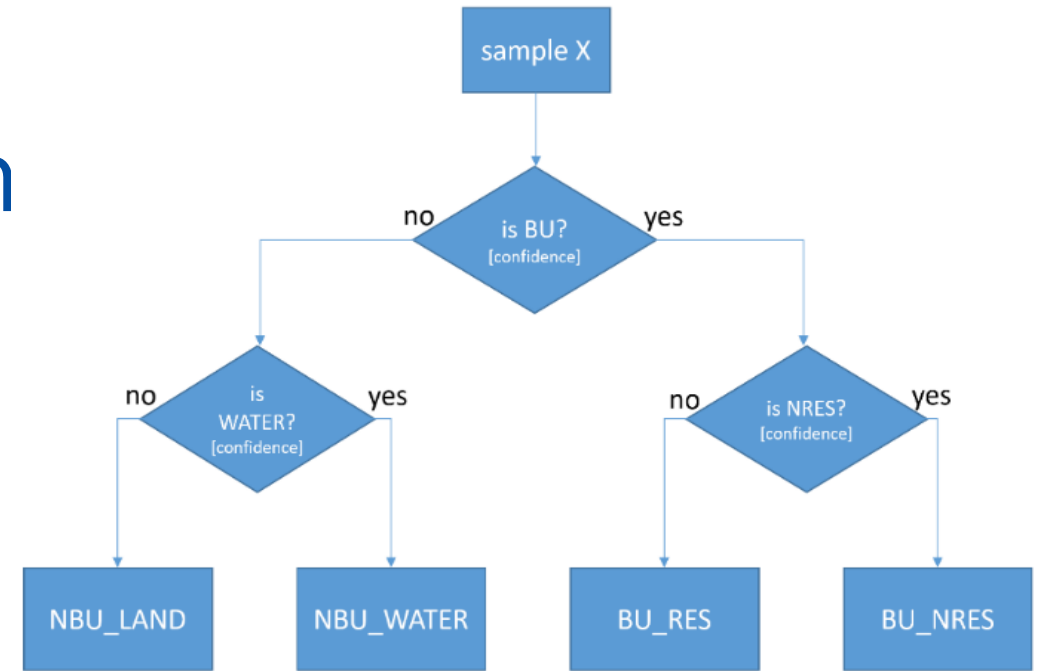 sample X
n
no
is BU?
[confidence]
yes
no
is
WATER?
[confidence]
yes
no
is NRES?
[confidence]
yes
NBU_LAND
NBU_WATER
BU_RES
BU_NRES